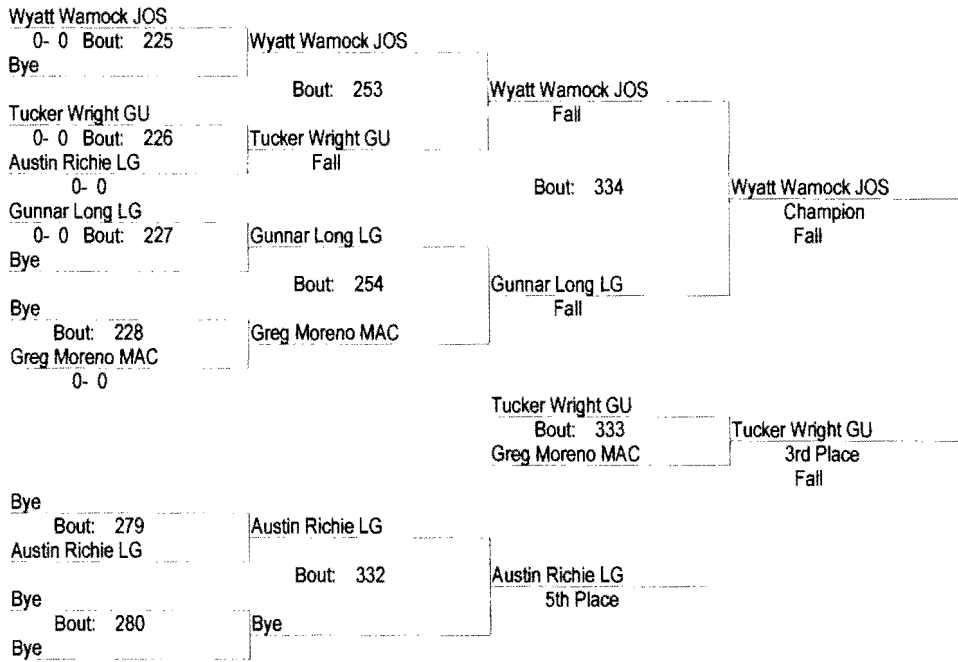 Wyatt Warnock JOS
0- 0 Bout: 225
Bye
Wyatt Warnock JOS
Bout: 253
Tucker Wright GU
0- 0 Bout: 226
Austin Richie LG
0- 0
Tucker Wright GU
Fall
Wyatt Warnock JOS
Fall
Gunnar Long LG
0- 0 Bout: 227
Bye
Gunnar Long LG
Bout: 254
Bye
Bout: 228
Greg Moreno MAC
0- 0
Greg Moreno MAC
Gunnar Long LG
Fall
Bout: 334
Wyatt Warnock JOS
Champion
Fall
Tucker Wright GU
Bout: 333
Greg Moreno MAC
Tucker Wright GU
3rd Place
Fall
Bye
Bout: 279
Austin Richie LG
Austin Richie LG
Bout: 332
Bye
Bout: 280
Bye
Bye
Austin Richie LG
5th Place